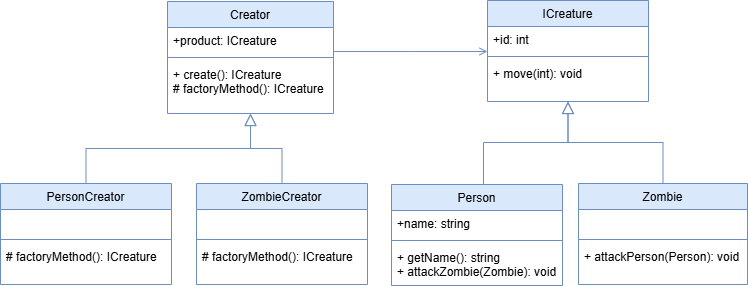 Creator
+product: ICreature
+ create(): ICreature
# factoryMethod(): ICreature
ICreature
+id: int
+ move(int): void
PersonCreator
# factoryMethod(): ICreature
ZombieCreator
# factoryMethod(): ICreature
Person
+name: string
+ getName(): string
+ attackZombie(Zombie): void
Zombie
+ attackPerson(Person): void